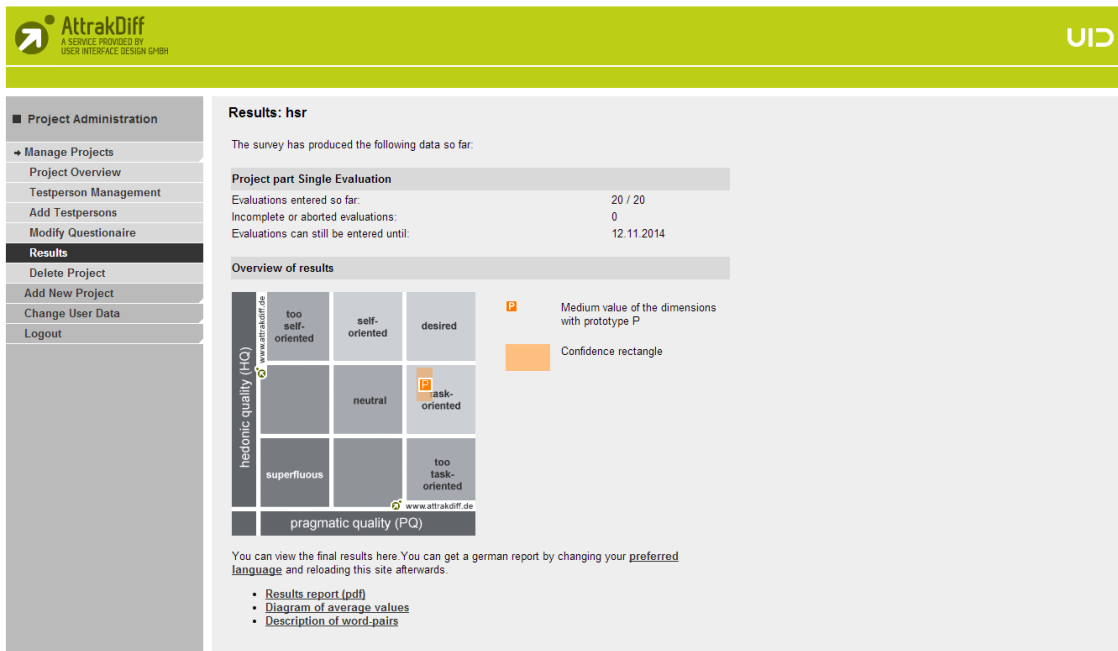 AttrakDiff
A SERVICE PROVIDED BY
USER INTERFACE DESIGN GMBH
UID
Project Administration
Manage Projects
Project Overview
Testperson Management
Add Testpersons
Modify Questionaire
Results
Delete Project
Add New Project
Change User Data
Logout
Results: hsr
The survey has produced the following data so far:
Project part Single Evaluation
Evaluations entered so far: 20 / 20
Incomplete or aborted evaluations: 0
Evaluations can still be entered until: 12.11.2014
Overview of results
hedonic quality (HQ)
www.attrakdiff.de
too
self-
oriented
self-
oriented
desired
neutral
P
task-
oriented
superfluous
too
task-
oriented
www.attrakdiff.de
pragmatic quality (PQ)
P
Medium value of the dimensions
with prototype P
Confidence rectangle
You can view the final results here.You can get a german report by changing your preferred
language and reloading this site afterwards.
Results report (pdf)
Diagram of average values
Description of word-pairs